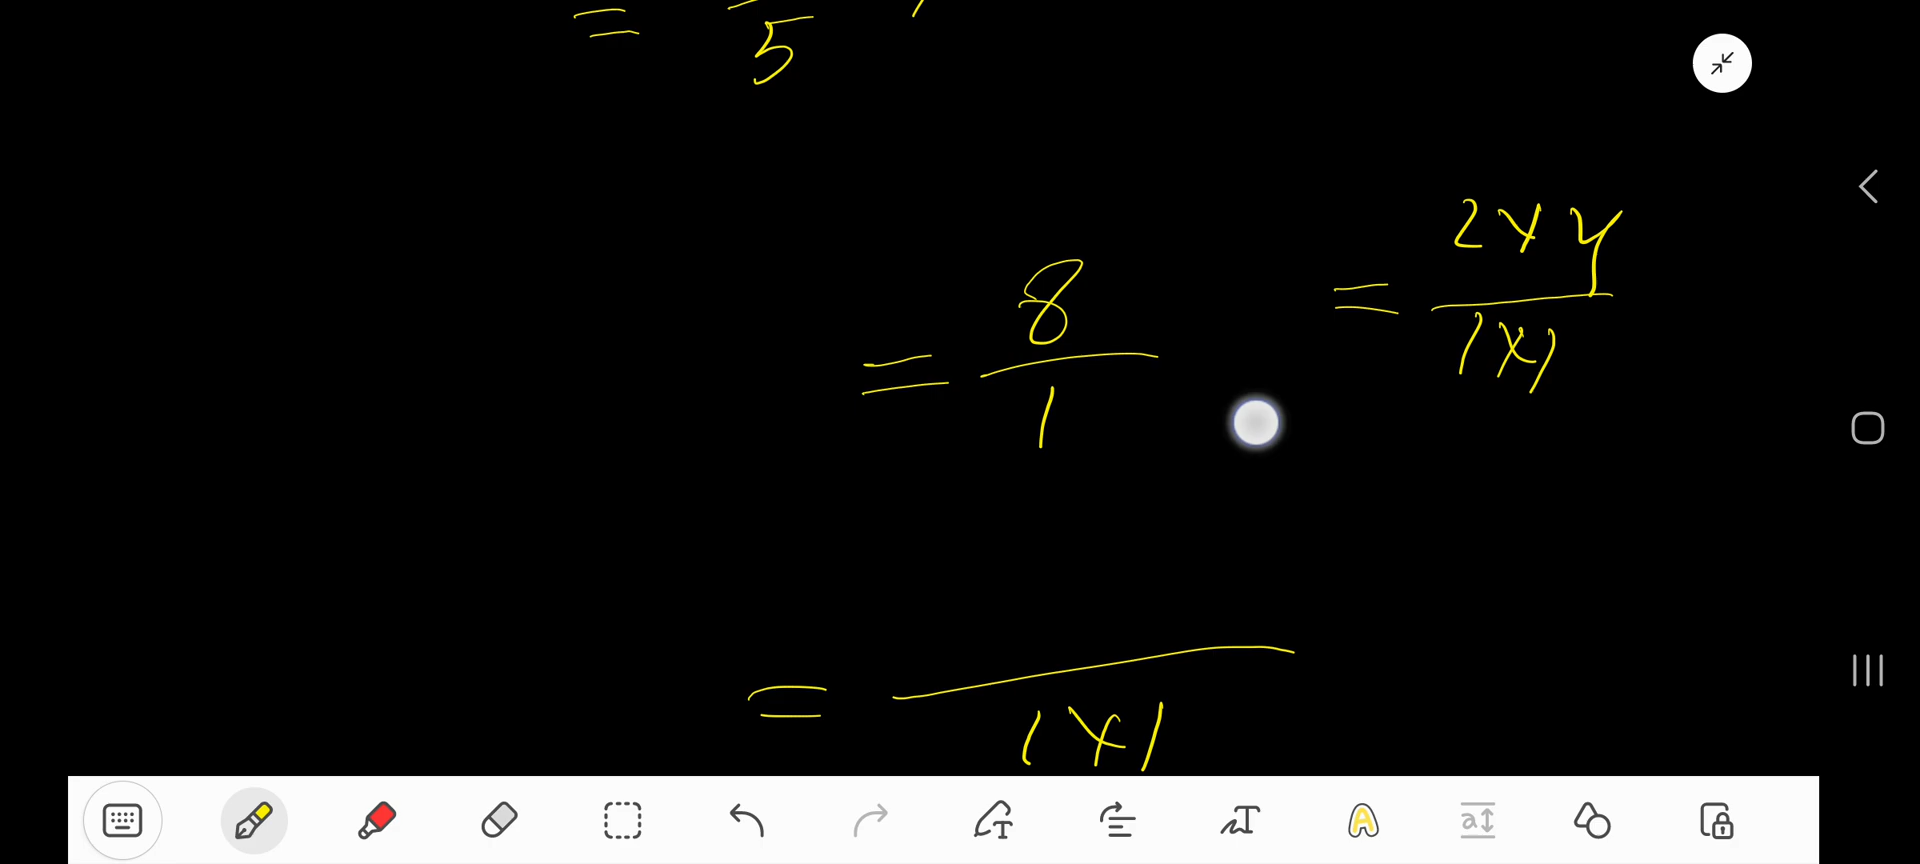 = — 5
= 8/1
= 2×4/1×1
= —/1×1